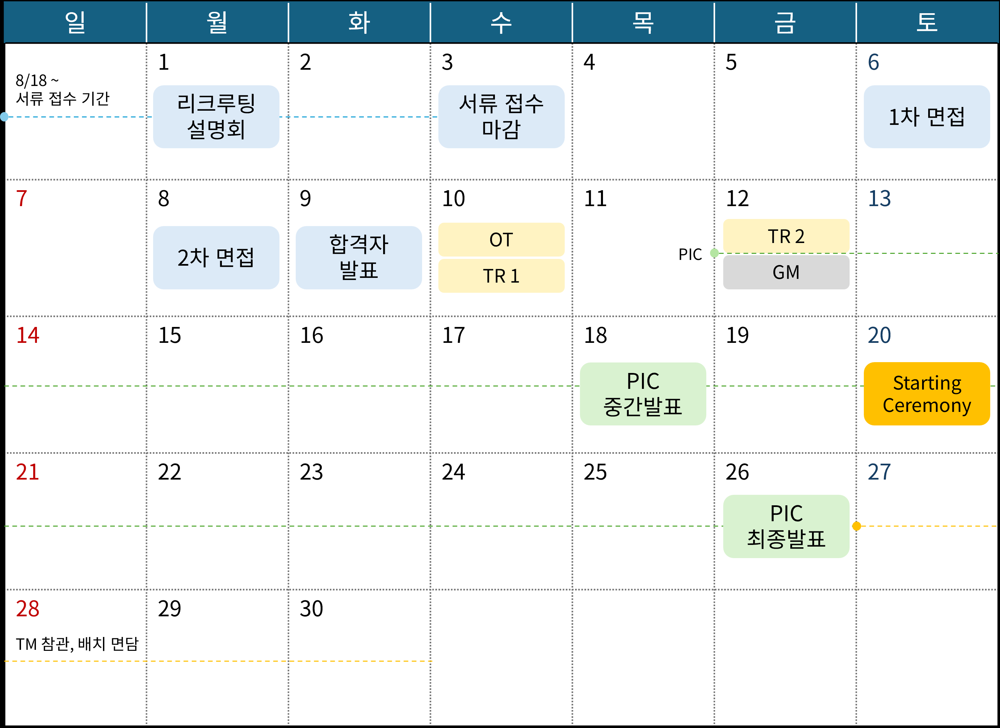 일 월 화 수 목 금 토
1 2 3 4 5 6
8/18 ~
서류 접수 기간
리크루팅
설명회
서류 접수
마감
1차 면접
7 8 9 10 11 12 13
2차 면접
합격자
발표
OT
TR 1
PIC
TR 2
GM
14 15 16 17 18 19 20
PIC
중간발표
Starting
Ceremony
21 22 23 24 25 26 27
PIC
최종발표
28 29 30
TM 참관, 배치 면담